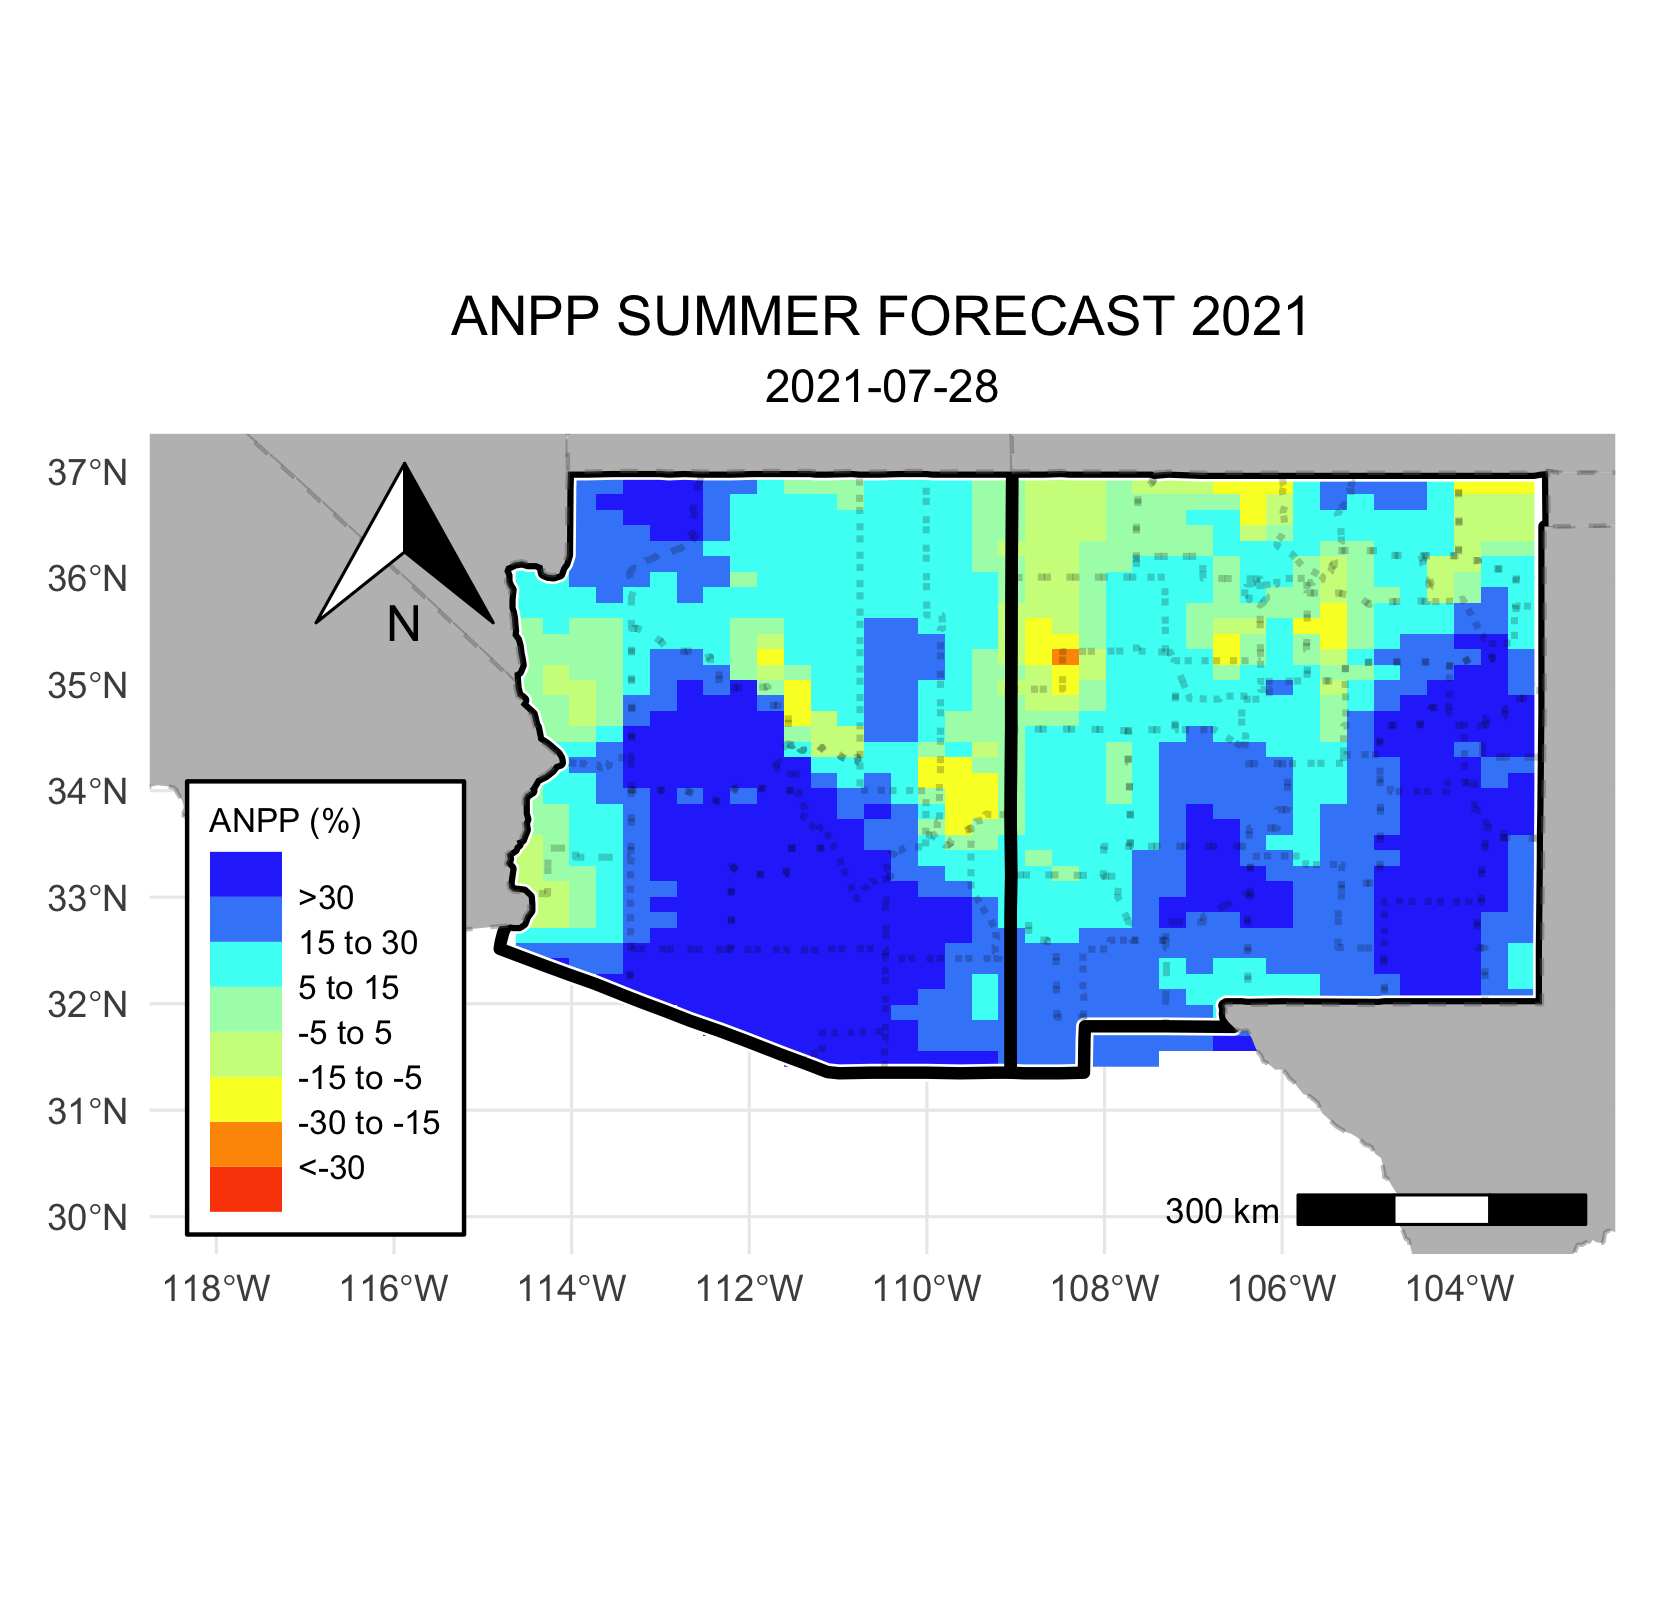 ANPP SUMMER FORECAST 2021
2021-07-28
37°N
36°N
35°N
34°N
33°N
32°N
31°N
30°N
N
ANPP (%)
>30
15 to 30
5 to 15
-5 to 5
-15 to -5
-30 to -15
<-30
300 km
118°W
116°W
114°W
112°W
110°W
108°W
106°W
104°W